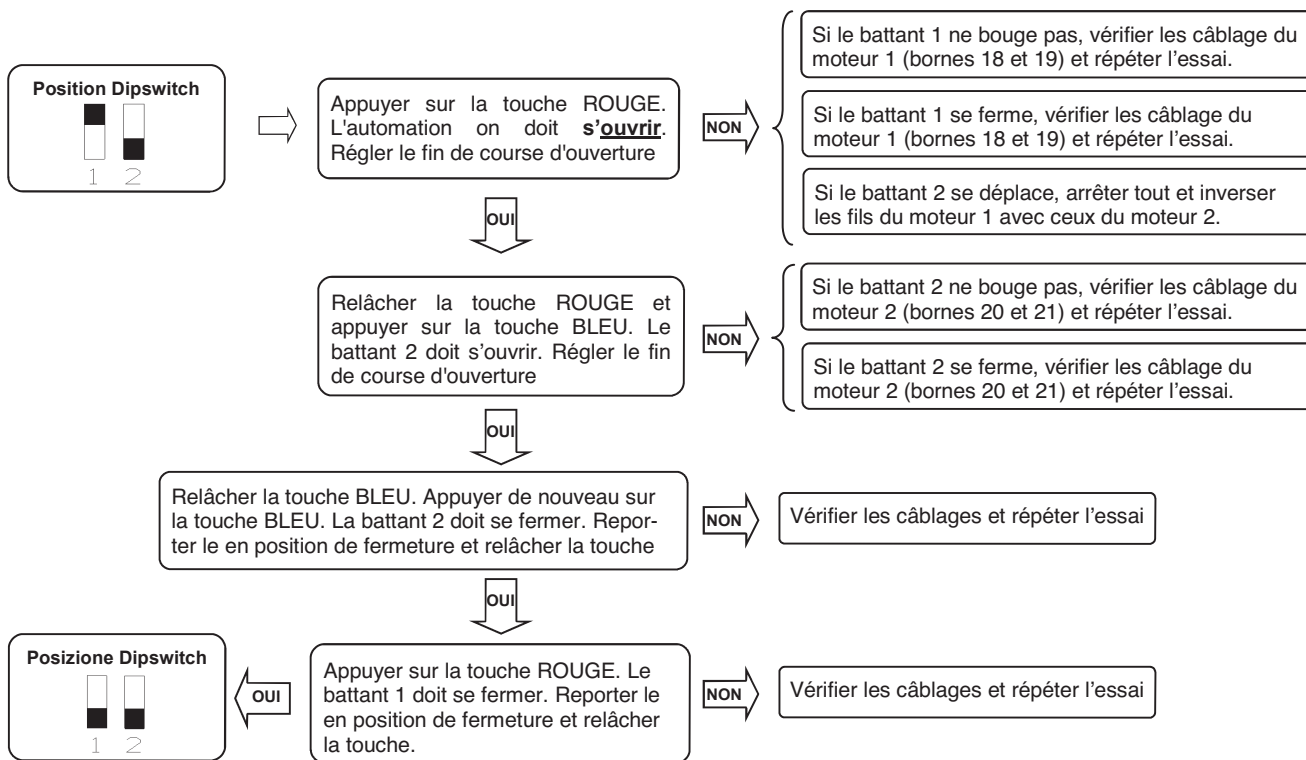 Position Dipswitch
1 2
Appuyer sur la touche ROUGE.
L'automation on doit s'ouvrir.
Régler le fin de course d'ouverture
NON
Si le battant 1 ne bouge pas, vérifier les câblage du
moteur 1 (bornes 18 et 19) et répéter l'essai.
Si le battant 1 se ferme, vérifier les câblage du
moteur 1 (bornes 18 et 19) et répéter l'essai.
Si le battant 2 se déplace, arrêter tout et inverser
les fils du moteur 1 avec ceux du moteur 2.
OUI
Relâcher la touche ROUGE et
appuyer sur la touche BLEU. Le
battant 2 doit s'ouvrir. Régler le fin
de course d'ouverture
NON
Si le battant 2 ne bouge pas, vérifier les câblage du
moteur 2 (bornes 20 et 21) et répéter l'essai.
Si le battant 2 se ferme, vérifier les câblage du
moteur 2 (bornes 20 et 21) et répéter l'essai.
OUI
Relâcher la touche BLEU. Appuyer de nouveau sur
la touche BLEU. La battant 2 doit se fermer. Repor-
ter le en position de fermeture et relâcher la touche
NON
Vérifier les câblages et répéter l'essai
OUI
Appuyer sur la touche ROUGE. Le
battant 1 doit se fermer. Reporter le
en position de fermeture et relâcher
la touche.
NON
Vérifier les câblages et répéter l'essai
OUI
Posizione Dipswitch
1 2